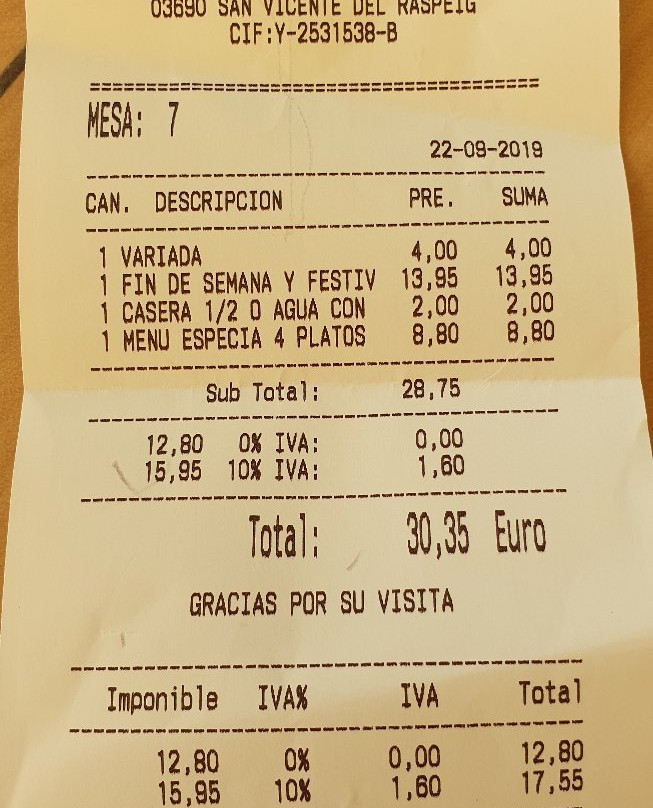 03690 SAN VICENTE DEL RASPEIG
CIF:Y-2531538-B
========================================
MESA: 7
22-09-2019
----------------------------------------
CAN. DESCRIPCION PRE. SUMA
----------------------------------------
1 VARIADA 4,00 4,00
1 FIN DE SEMANA Y FESTIV 13,95 13,95
1 CASERA 1/2 O AGUA CON 2,00 2,00
1 MENU ESPECIA 4 PLATOS 8,80 8,80
----------------------------------------
Sub Total: 28,75
----------------------------------------
12,80 0% IVA: 0,00
15,95 10% IVA: 1,60
----------------------------------------
Total: 30,35 Euro
GRACIAS POR SU VISITA
----------------------------------------
Imponible IVA% IVA Total
----------------------------------------
12,80 0% 0,00 12,80
15,95 10% 1,60 17,55